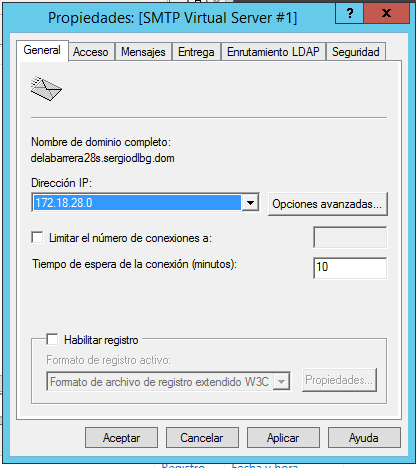 Propiedades: [SMTP Virtual Server #1]
?
x
General
Acceso
Mensajes
Entrega
Enrutamiento LDAP
Seguridad
Nombre de dominio completo:
delabarrera28s.sergiodlbg.dom
Dirección IP:
172.18.28.0
Opciones avanzadas...
Limitar el número de conexiones a:
Tiempo de espera de la conexión (minutos):
10
Habilitar registro
Formato de registro activo:
Formato de archivo de registro extendido W3C
Propiedades...
Aceptar
Cancelar
Aplicar
Ayuda
Registro
Fecha y hora